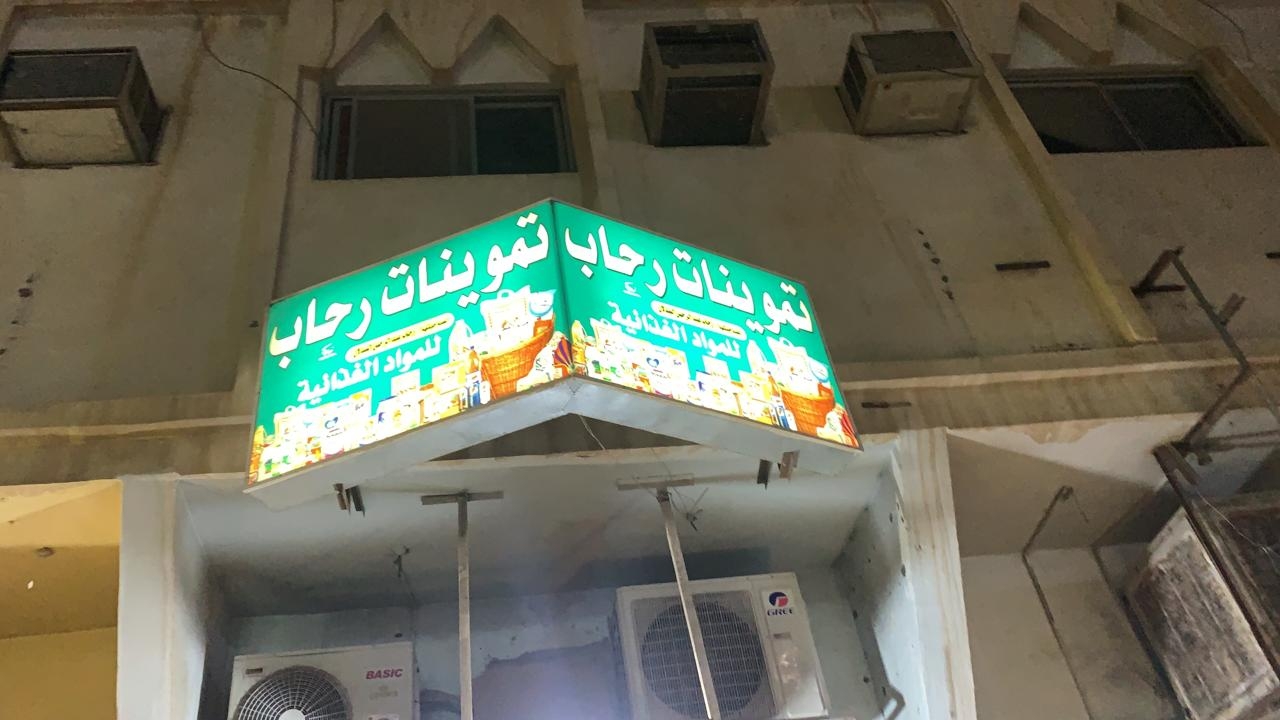 تموينات رحاب
للمواد الغذائية
تموينات رحاب
للمواد الغذائية
BASIC
GREE